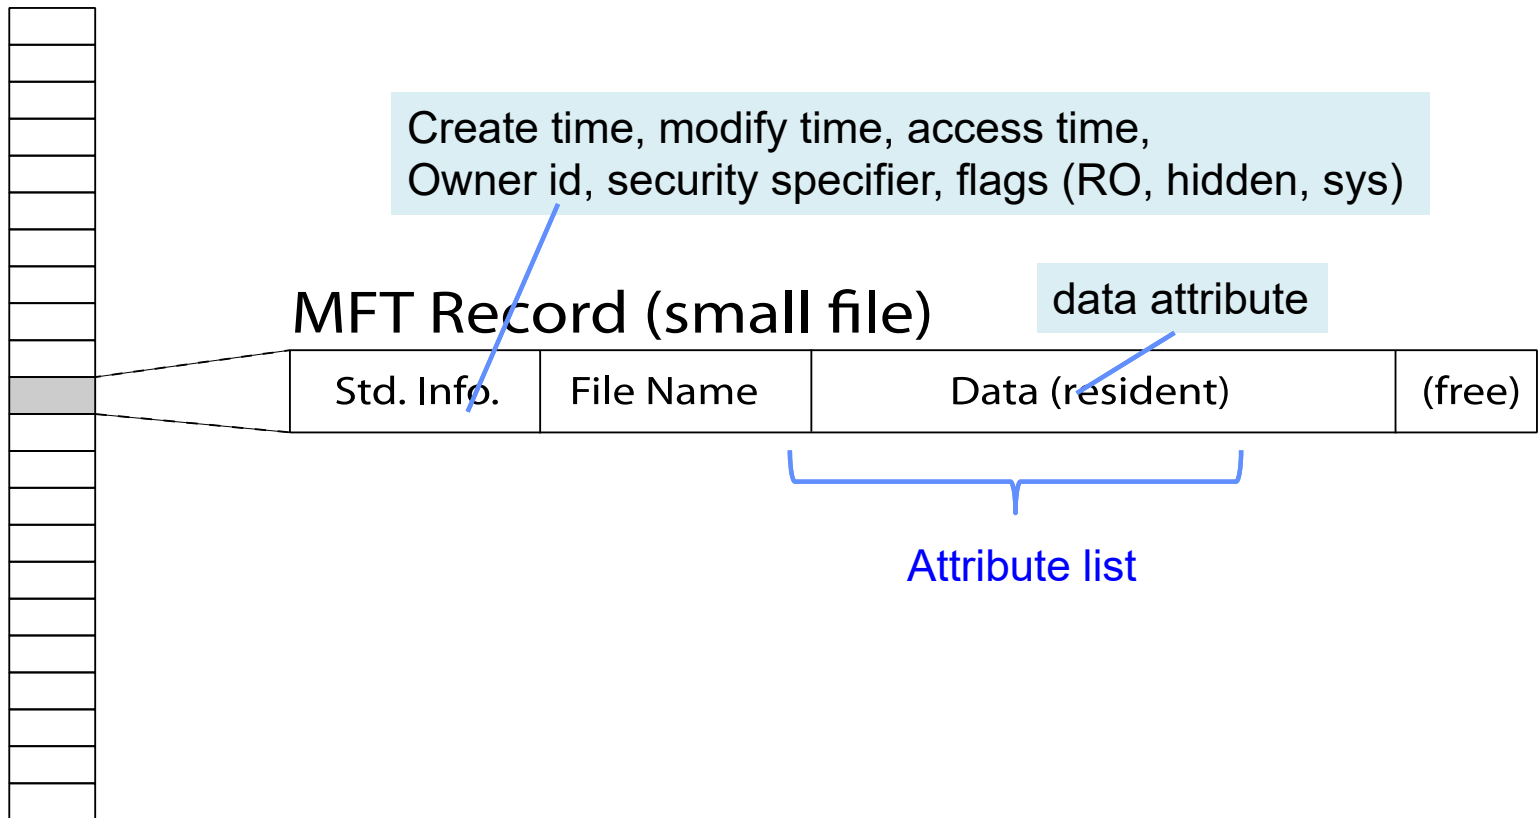 Create time, modify time, access time,
Owner id, security specifier, flags (RO, hidden, sys)
MFT Record (small file)
data attribute
Std. Info.
File Name
Data (resident)
(free)
Attribute list